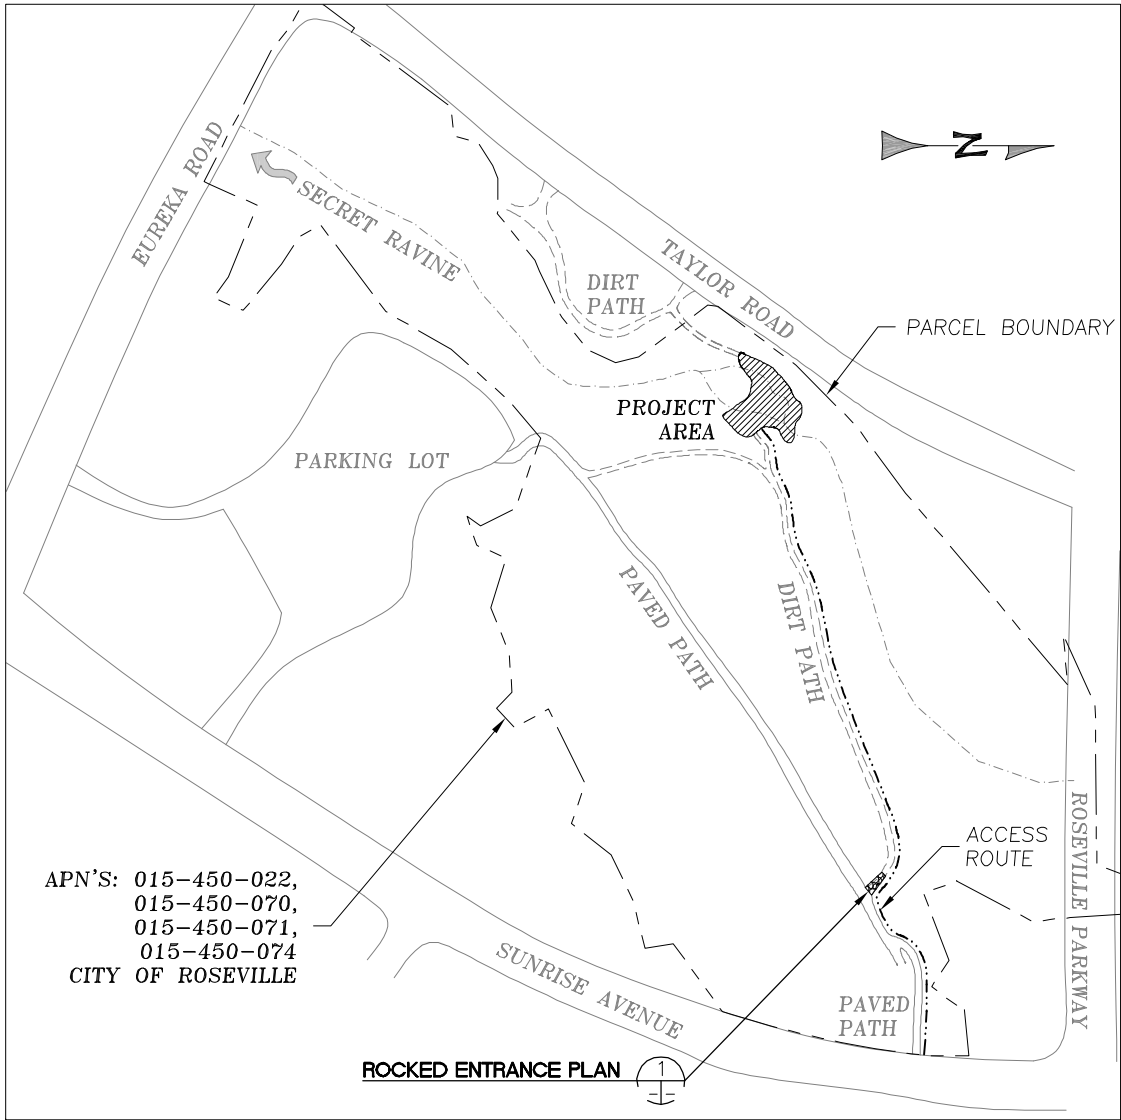 EUREKA ROAD
SECRET RAVINE
N
TAYLOR ROAD
DIRT
PATH
PARCEL BOUNDARY
PROJECT
AREA
PARKING LOT
PAVED PATH
DIRT PATH
ACCESS
ROUTE
ROSEVILLE PARKWAY
APN'S: 015-450-022,
015-450-070,
015-450-071,
015-450-074
CITY OF ROSEVILLE
SUNRISE AVENUE
PAVED
PATH
ROCKED ENTRANCE PLAN
1